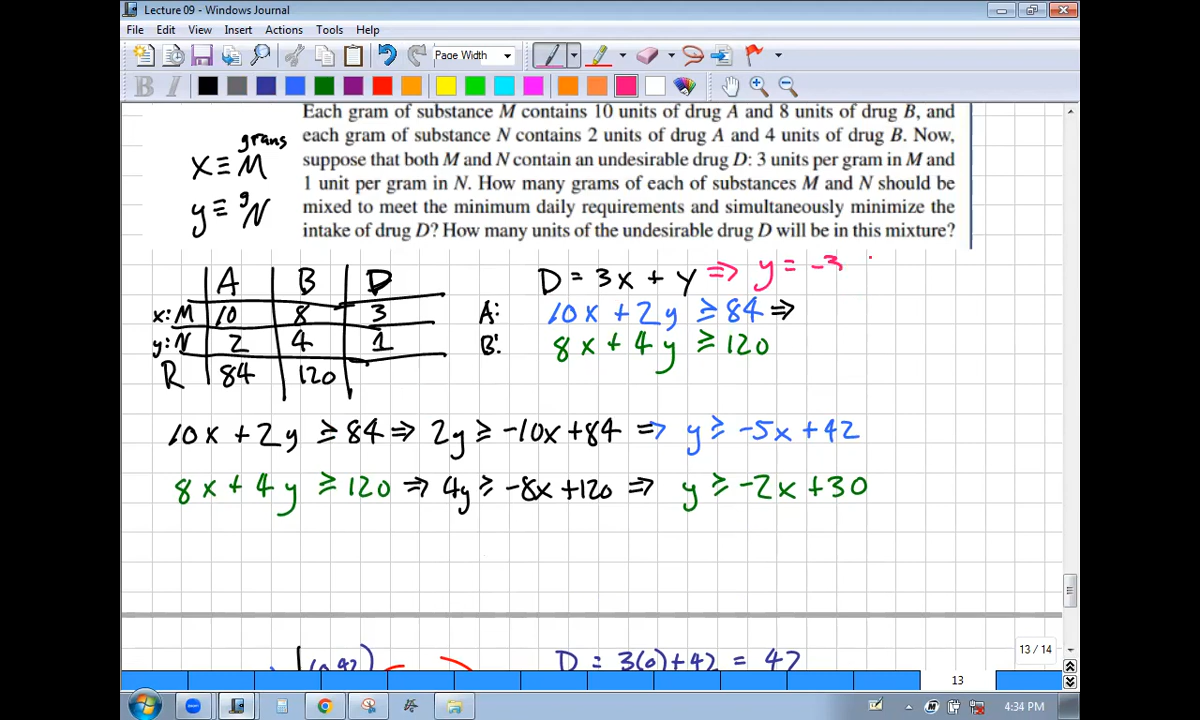 Lecture 09 - Windows Journal
File Edit View Insert Actions Tools Help
Page Width
B I
Each gram of substance M contains 10 units of drug A and 8 units of drug B, and
each gram of substance N contains 2 units of drug A and 4 units of drug B. Now,
suppose that both M and N contain an undesirable drug D: 3 units per gram in M and
1 unit per gram in N. How many grams of each of substances M and N should be
mixed to meet the minimum daily requirements and simultaneously minimize the
intake of drug D? How many units of the undesirable drug D will be in this mixture?
grams
x ≡ M
y ≡ g N
A B D
x: M 10 8 3
y: N 2 4 1
R 84 120
D = 3x + y ⇒ y = -3
A: 10x + 2y ≥ 84 ⇒
B: 8x + 4y ≥ 120
10x + 2y ≥ 84 ⇒ 2y ≥ -10x+84 ⇒ y ≥ -5x+42
8x + 4y ≥ 120 ⇒ 4y ≥ -8x+120 ⇒ y ≥ -2x+30
D = 3(0)+42 = 42
13 / 14
13
4:34 PM